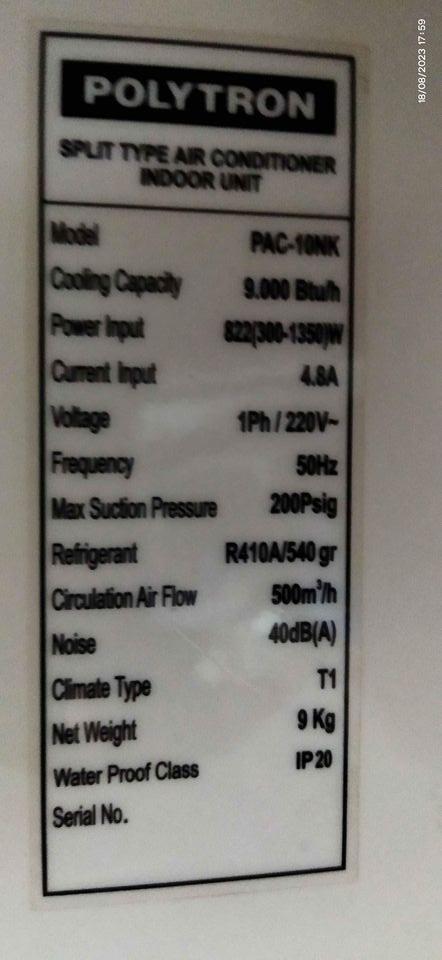 18/08/2023 17:59
POLYTRON
SPLIT TYPE AIR CONDITIONER
INDOOR UNIT
Model PAC-10NK
Cooling Capacity 9.000 Btu/h
Power Input 822(300-1350)W
Current Input 4.8A
Voltage 1Ph / 220V~
Frequency 50Hz
Max Suction Pressure 200Psig
Refrigerant R410A/540 gr
Circulation Air Flow 500m³/h
Noise 40dB(A)
Climate Type T1
Net Weight 9 Kg
Water Proof Class IP20
Serial No.